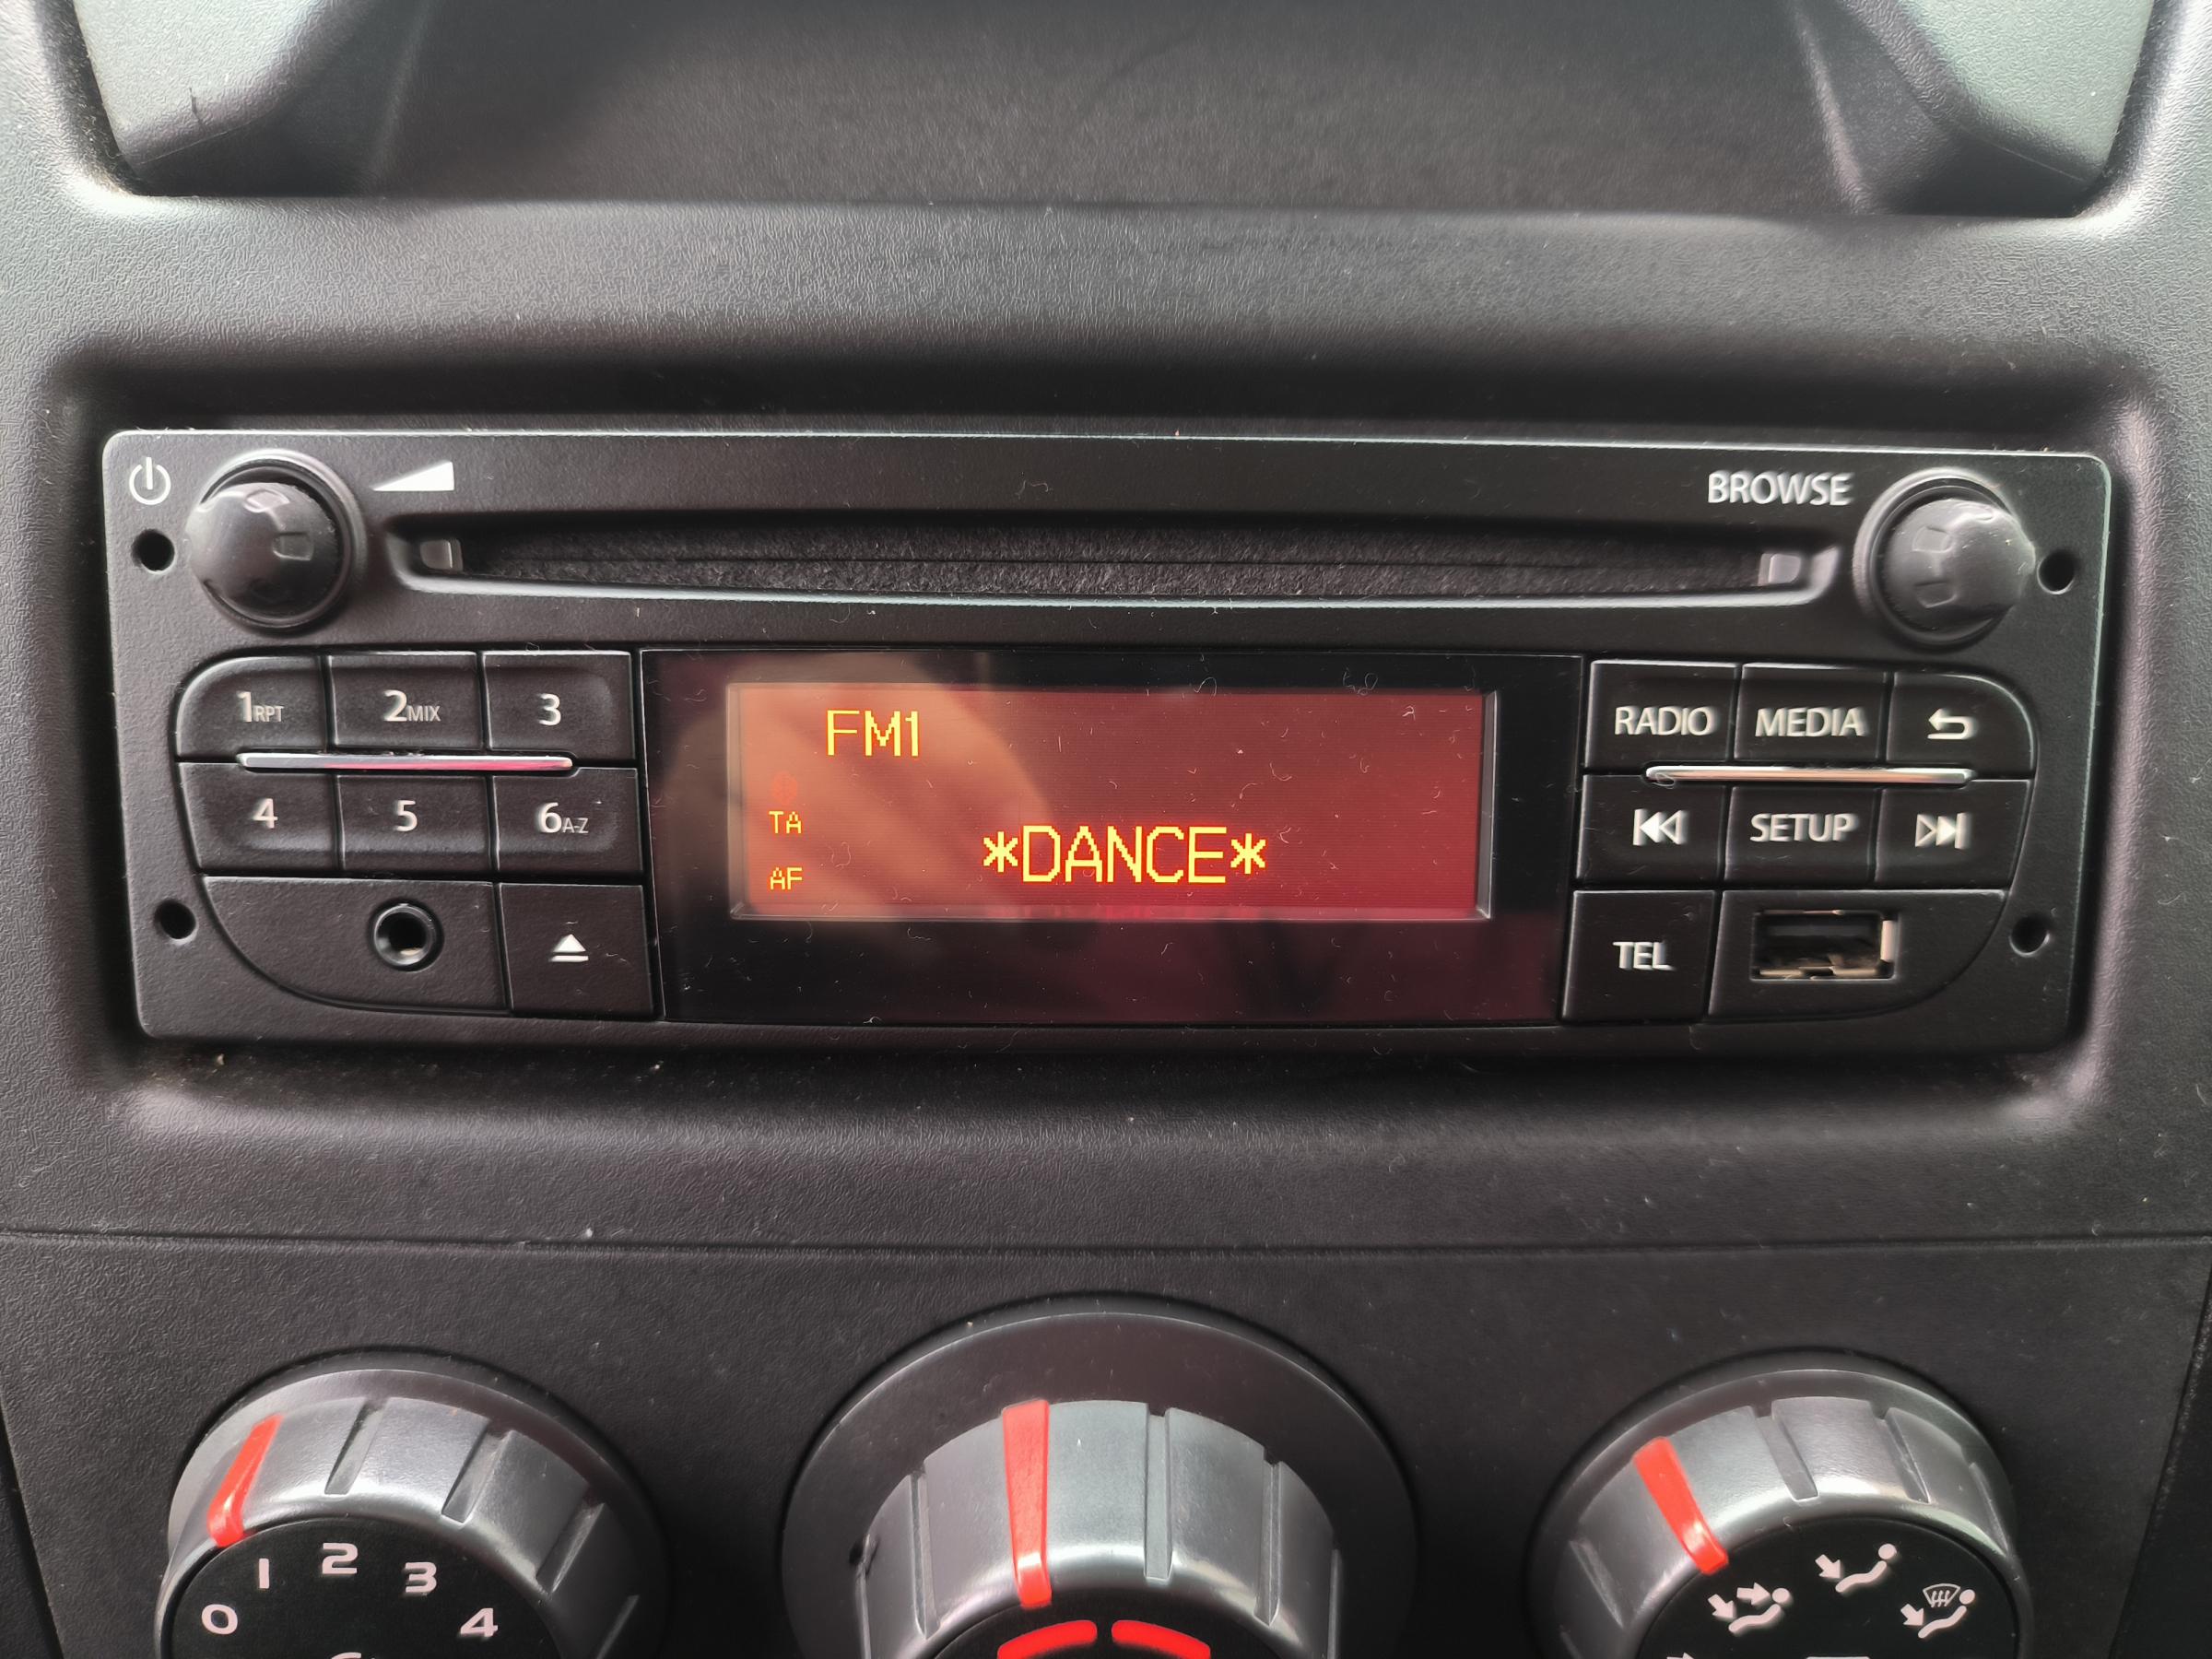 BROWSE
1RPT 2MIX 3
FM1
RADIO MEDIA
4 5 6A-Z
TA
*DANCE*
SETUP
AF
TEL
0 1 2 3 4